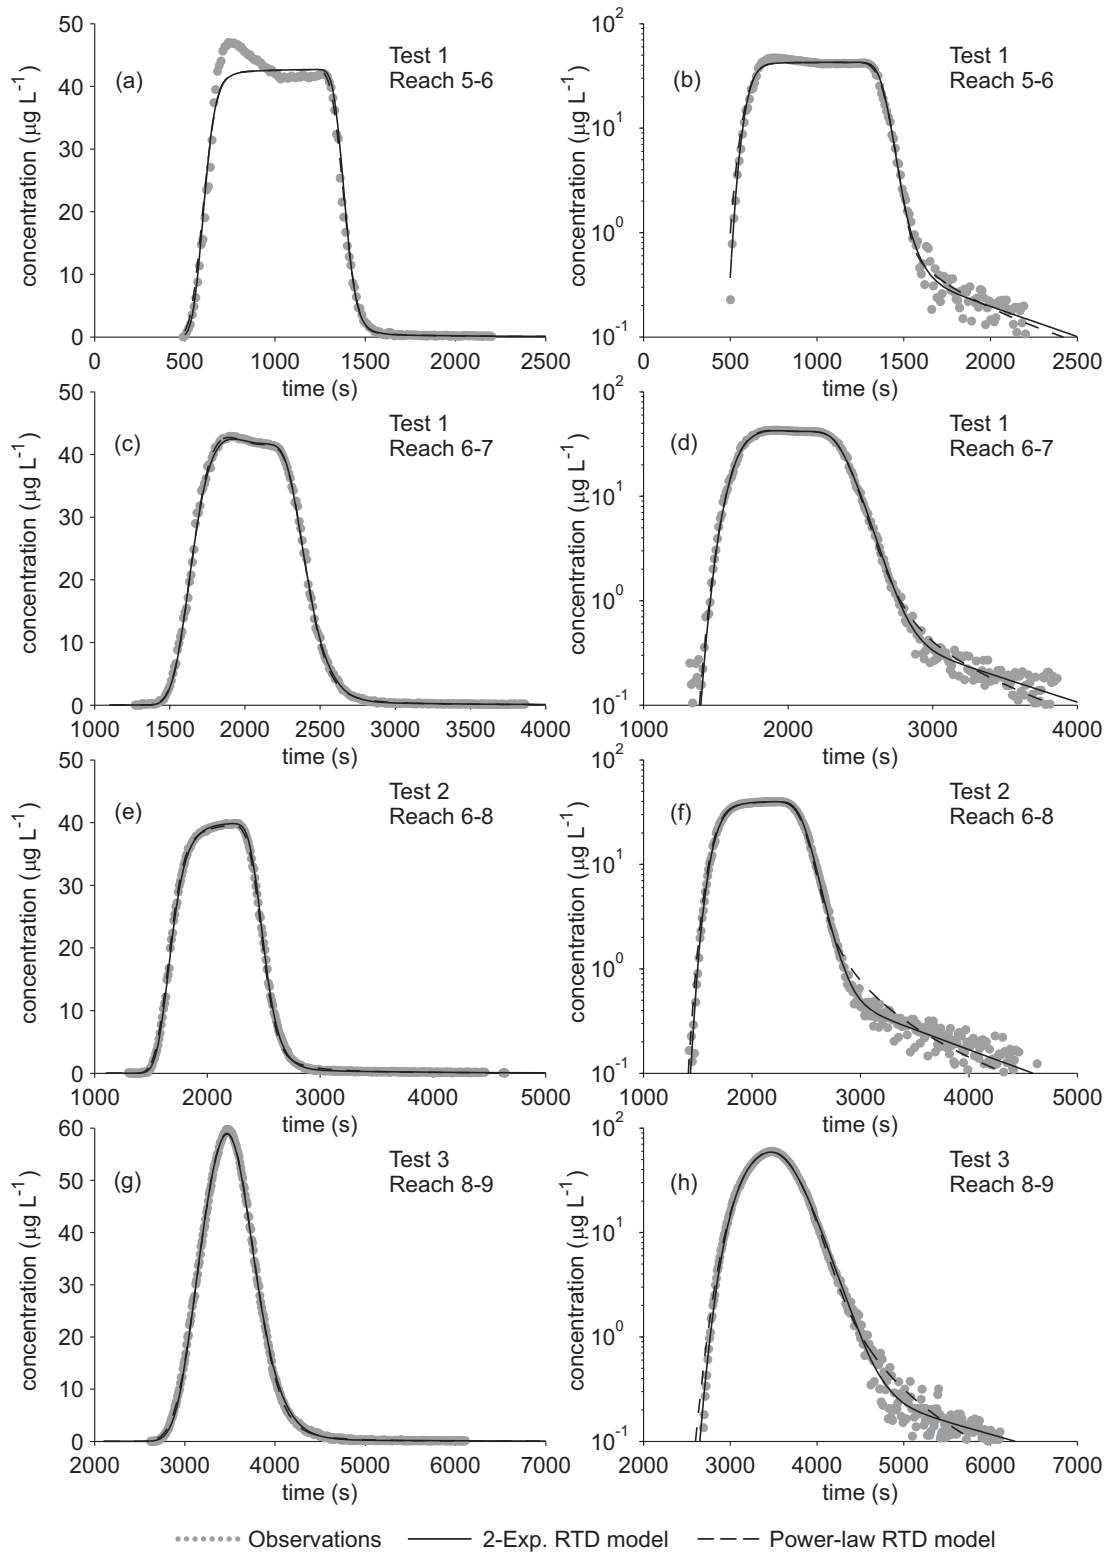 50
40
30
20
10
0
concentration (μg L⁻¹)
(a)
Test 1
Reach 5-6
0 500 1000 1500 2000 2500
time (s)
10²
10¹
10⁰
10⁻¹
concentration (μg L⁻¹)
(b)
Test 1
Reach 5-6
0 500 1000 1500 2000 2500
time (s)
50
40
30
20
10
0
concentration (μg L⁻¹)
(c)
Test 1
Reach 6-7
1000 1500 2000 2500 3000 3500 4000
time (s)
10²
10¹
10⁰
10⁻¹
concentration (μg L⁻¹)
(d)
Test 1
Reach 6-7
1000 2000 3000 4000
time (s)
50
40
30
20
10
0
concentration (μg L⁻¹)
(e)
Test 2
Reach 6-8
1000 2000 3000 4000 5000
time (s)
10²
10¹
10⁰
10⁻¹
concentration (μg L⁻¹)
(f)
Test 2
Reach 6-8
1000 2000 3000 4000 5000
time (s)
60
50
40
30
20
10
0
concentration (μg L⁻¹)
(g)
Test 3
Reach 8-9
2000 3000 4000 5000 6000 7000
time (s)
10²
10¹
10⁰
10⁻¹
concentration (μg L⁻¹)
(h)
Test 3
Reach 8-9
2000 3000 4000 5000 6000 7000
time (s)
Observations 2-Exp. RTD model Power-law RTD model